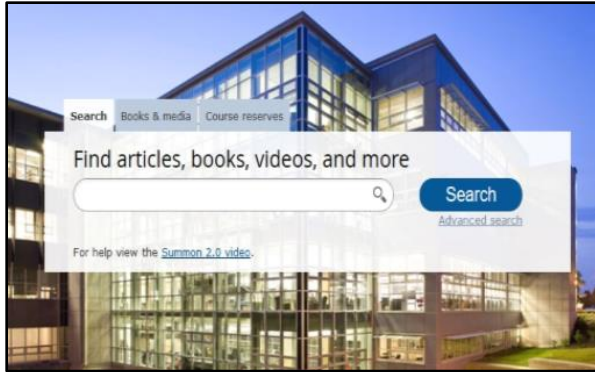 Search Books & media Course reserves
Find articles, books, videos, and more
Search
Advanced search
For help view the Summon 2.0 video.